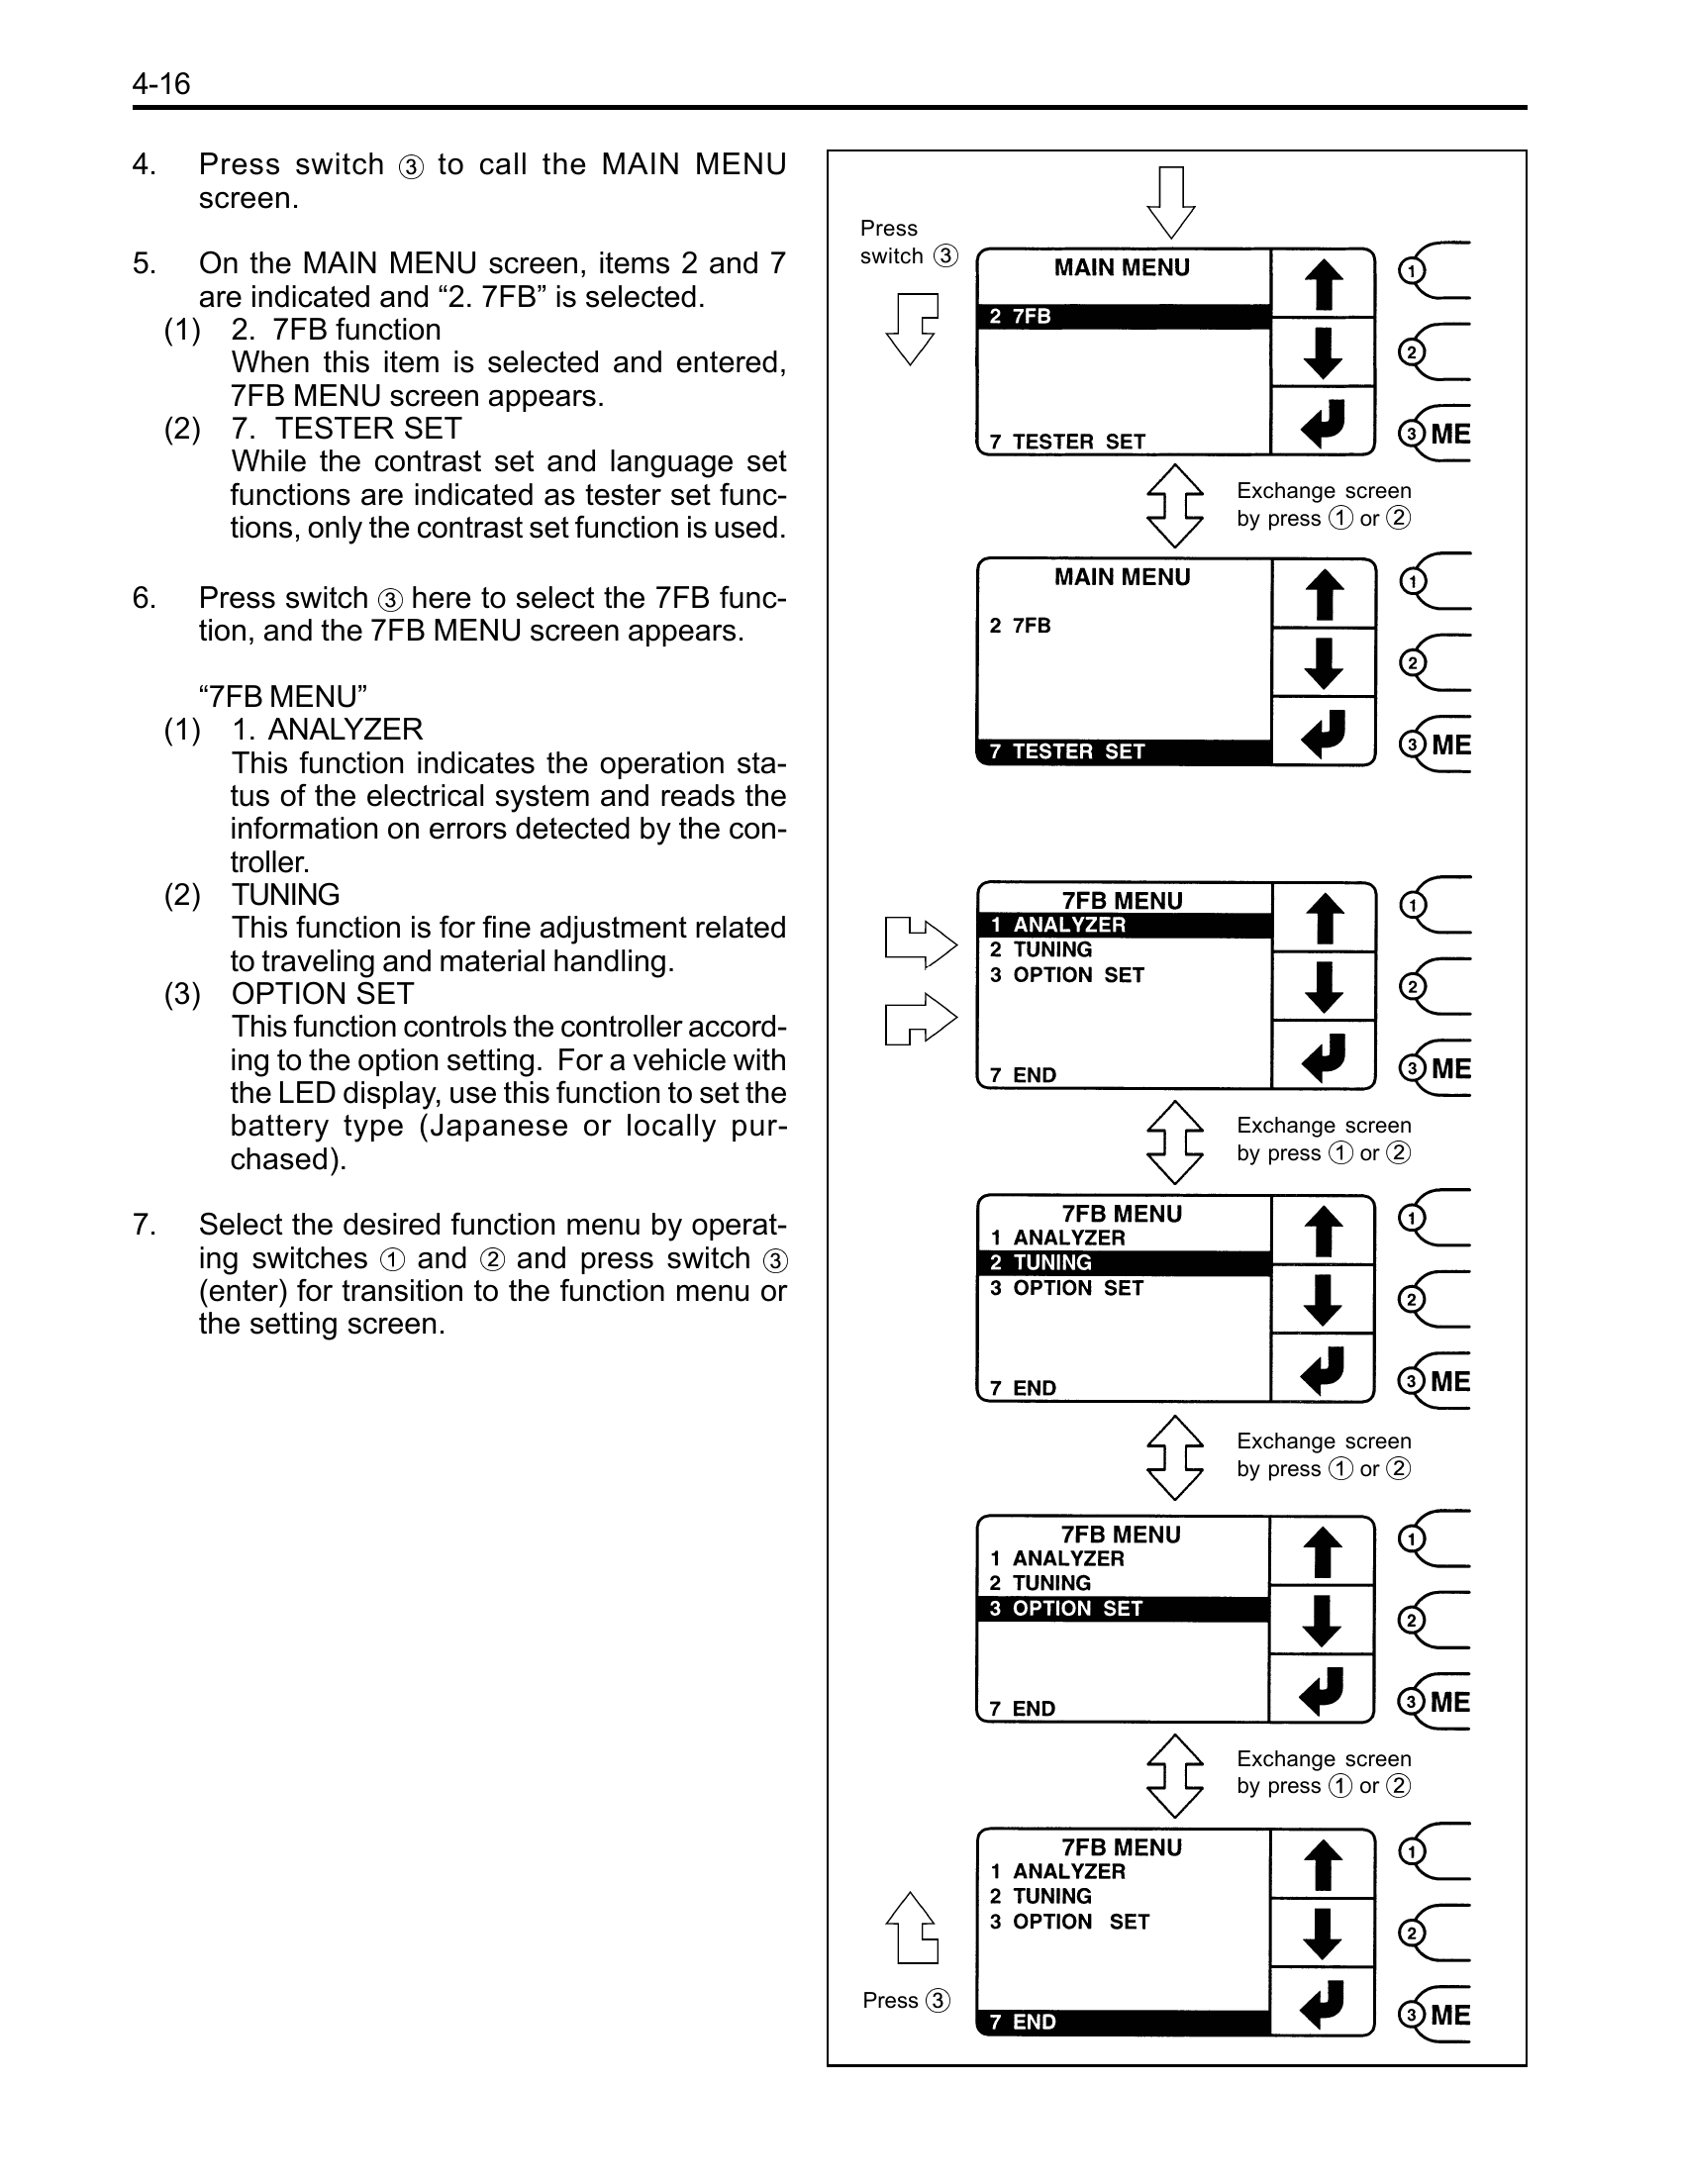 4-16
4. Press switch ③ to call the MAIN MENU
screen.
5. On the MAIN MENU screen, items 2 and 7
are indicated and “2. 7FB” is selected.
(1) 2. 7FB function
When this item is selected and entered,
7FB MENU screen appears.
(2) 7. TESTER SET
While the contrast set and language set
functions are indicated as tester set func-
tions, only the contrast set function is used.
6. Press switch ③ here to select the 7FB func-
tion, and the 7FB MENU screen appears.
“7FB MENU”
(1) 1. ANALYZER
This function indicates the operation sta-
tus of the electrical system and reads the
information on errors detected by the con-
troller.
(2) TUNING
This function is for fine adjustment related
to traveling and material handling.
(3) OPTION SET
This function controls the controller accord-
ing to the option setting. For a vehicle with
the LED display, use this function to set the
battery type (Japanese or locally pur-
chased).
7. Select the desired function menu by operat-
ing switches ① and ② and press switch ③
(enter) for transition to the function menu or
the setting screen.
Press
switch ③
MAIN MENU
2 7FB
7 TESTER SET
①
②
③ ME
Exchange screen
by press ① or ②
MAIN MENU
2 7FB
7 TESTER SET
①
②
③ ME
7FB MENU
1 ANALYZER
2 TUNING
3 OPTION SET
7 END
①
②
③ ME
Exchange screen
by press ① or ②
7FB MENU
1 ANALYZER
2 TUNING
3 OPTION SET
7 END
①
②
③ ME
Exchange screen
by press ① or ②
7FB MENU
1 ANALYZER
2 TUNING
3 OPTION SET
7 END
①
②
③ ME
Exchange screen
by press ① or ②
7FB MENU
1 ANALYZER
2 TUNING
3 OPTION SET
7 END
①
②
③ ME
Press ③